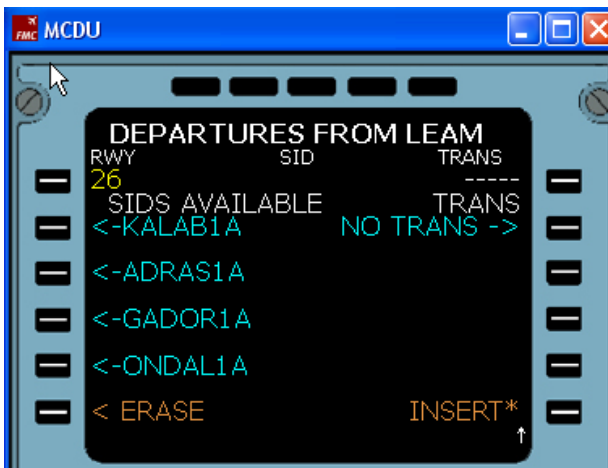 FMC MCDU
DEPARTURES FROM LEAM
RWY SID TRANS
26 -----
SIDS AVAILABLE TRANS
<-KALAB1A NO TRANS ->
<-ADRAS1A
<-GADOR1A
<-ONDAL1A
< ERASE INSERT*
↑